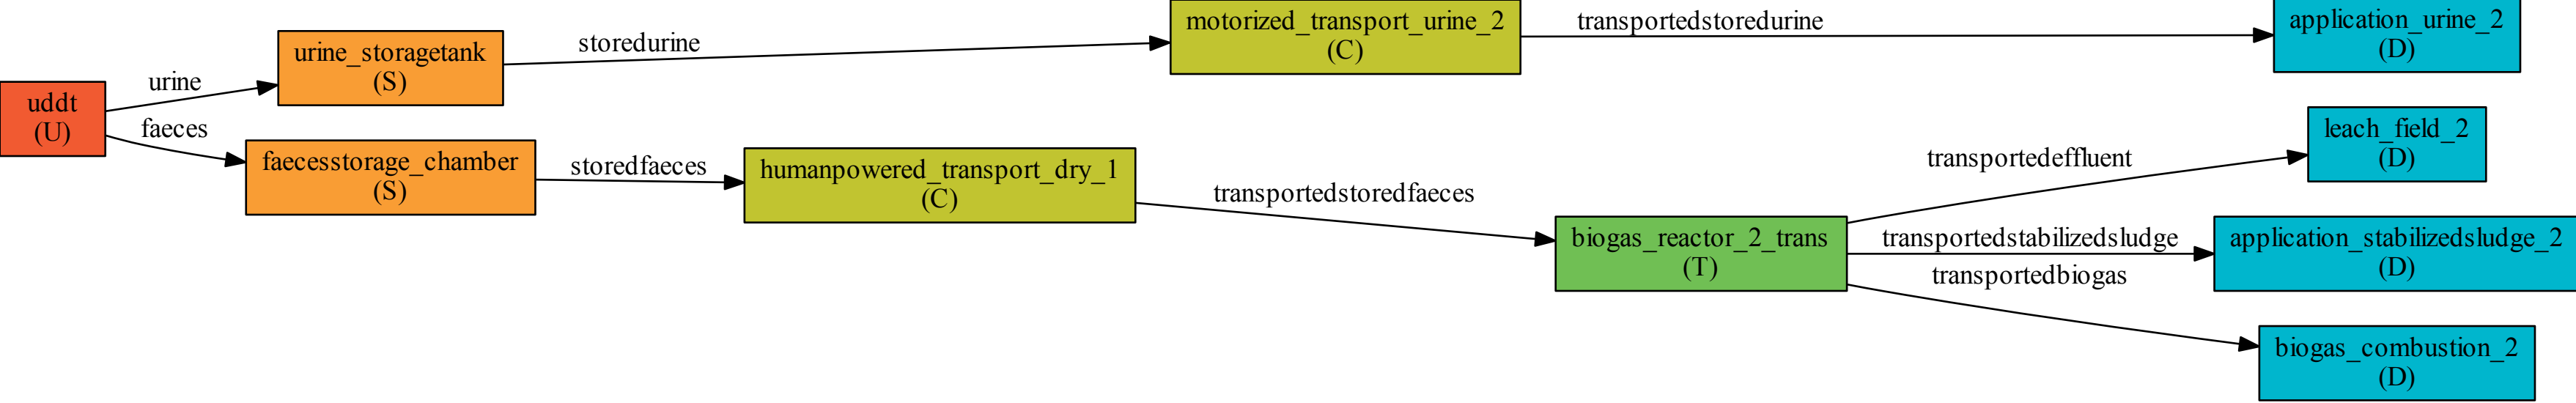 uddt
(U)
urine
faeces
urine_storagetank
(S)
faecesstorage_chamber
(S)
storedurine
storedfaeces
humanpowered_transport_dry_1
(C)
motorized_transport_urine_2
(C)
transportedstoredurine
transportedstoredfaeces
biogas_reactor_2_trans
(T)
transportedeffluent
transportedstabilizedsludge
transportedbiogas
application_urine_2
(D)
leach_field_2
(D)
application_stabilizedsludge_2
(D)
biogas_combustion_2
(D)